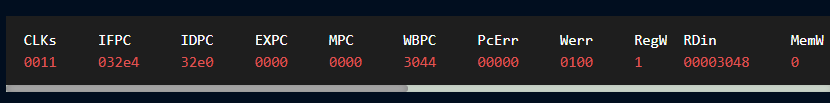 CLKs IFPC IDPC EXPC MPC WBPC PcErr Werr RegW RDin MemW
0011 032e4 32e0 0000 0000 3044 00000 0100 1 00003048 0